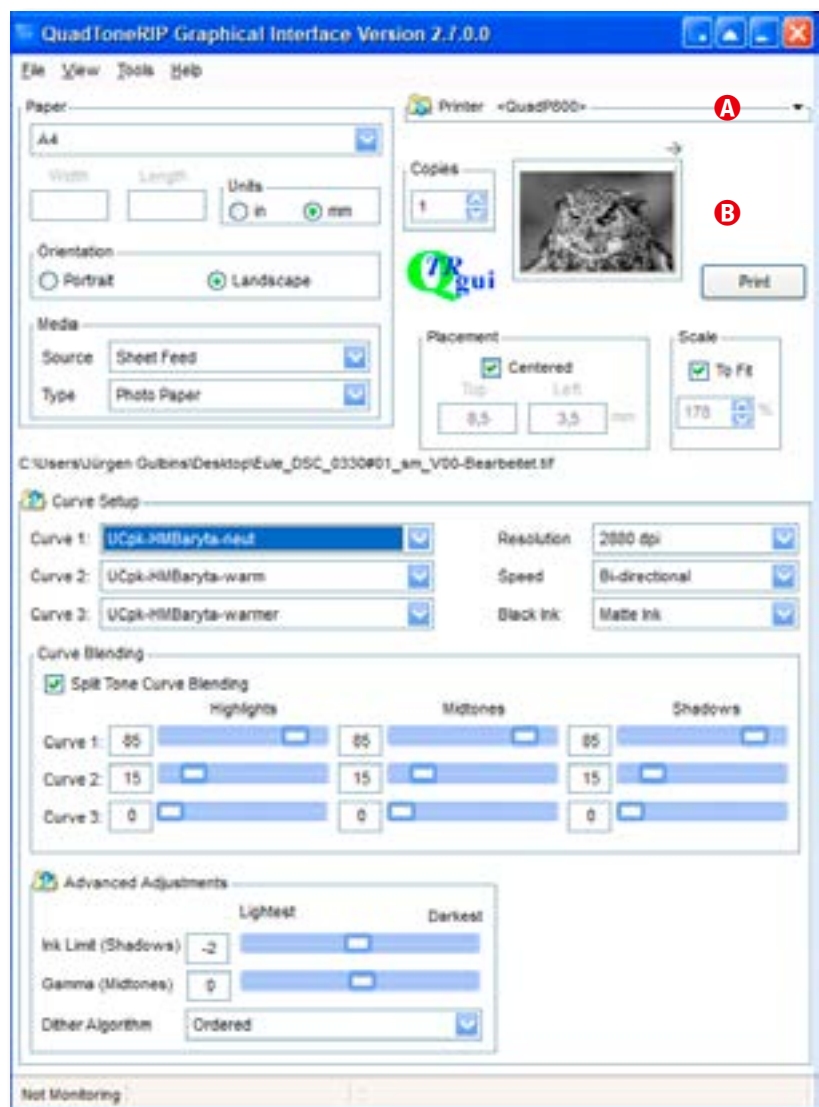 QuadToneRIP Graphical Interface Version 2.7.0.0
File View Tools Help
Paper
Printer <QuadP800> A
A4
Width Length
Units
in mm
Copies
1
B
Orientation
Portrait Landscape
QTR gui
Print
Media
Source Sheet Feed
Type Photo Paper
Placement
Centered
Top Left
8,5 3,5 mm
Scale
To Fit
178 %
C:\Users\Jürgen Gulbins\Desktop\Eule_DSC_0330#01_sm_V00-Bearbeitet.tif
Curve Setup
Curve 1: UCpk-HMBaryta-neut Resolution 2880 dpi
Curve 2: UCpk-HMBaryta-warm Speed Bi-directional
Curve 3: UCpk-HMBaryta-warmer Black Ink Matte Ink
Curve Blending
Split Tone Curve Blending
Highlights Midtones Shadows
Curve 1: 85 85 85
Curve 2: 15 15 15
Curve 3: 0 0 0
Advanced Adjustments
Lightest Darkest
Ink Limit (Shadows) -2
Gamma (Midtones) 0
Dither Algorithm Ordered
Not Monitoring